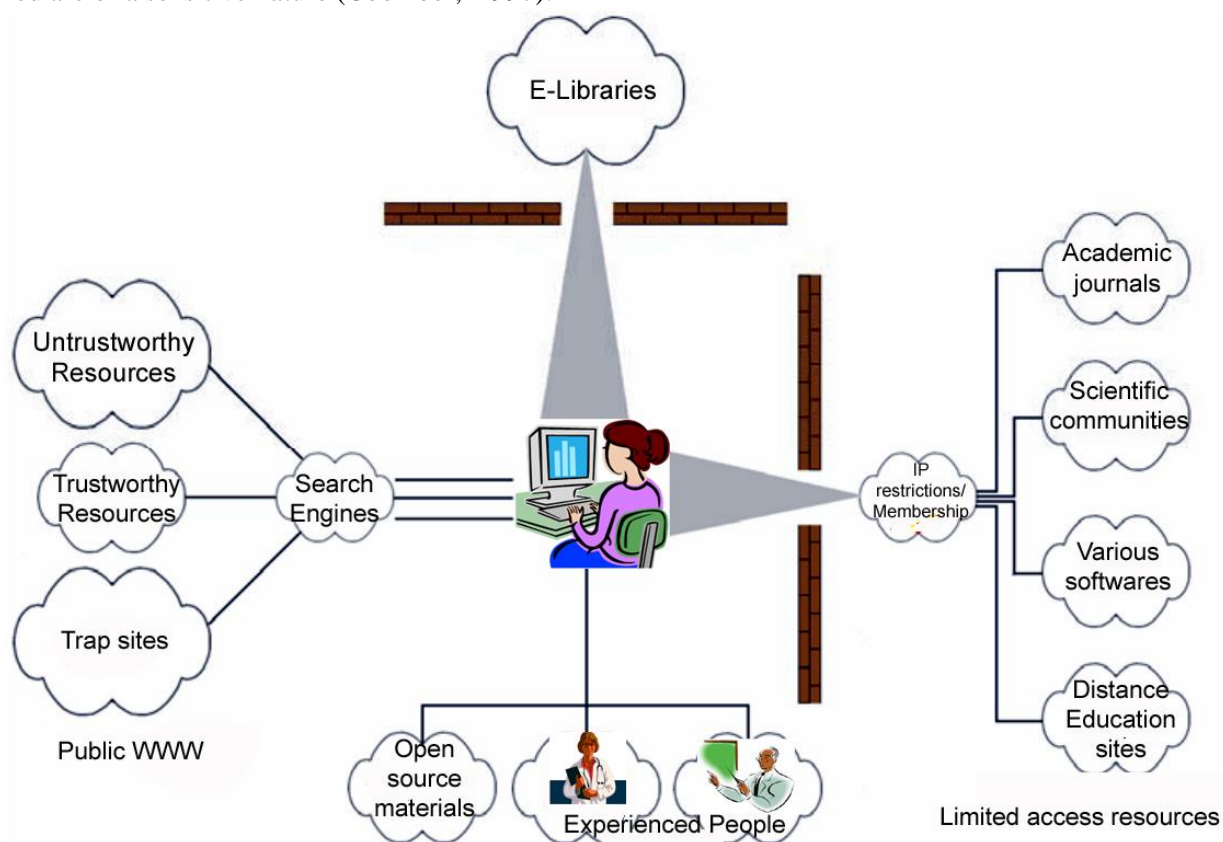 E-Libraries
Untrustworthy
Resources
Trustworthy
Resources
Trap sites
Public WWW
Search
Engines
IP
restrictions/
Membership
Academic
journals
Scientific
communities
Various
softwares
Distance
Education
sites
Limited access resources
Open
source
materials
Experienced People